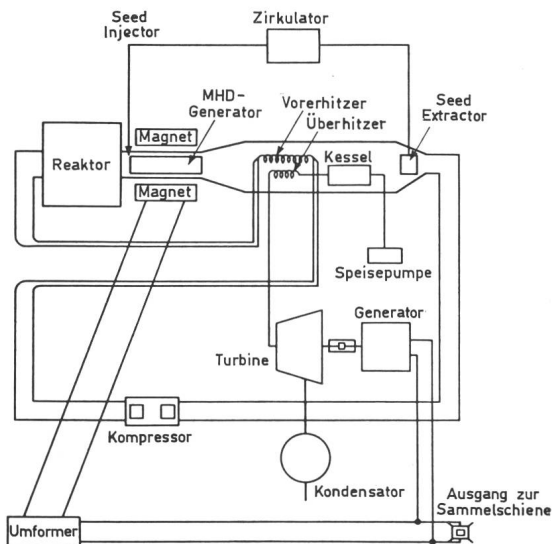 Seed
Injector
Zirkulator
MHD-
Generator
Vorerhitzer
Überhitzer
Seed
Extractor
Magnet
Reaktor
Kessel
Magnet
Speisepumpe
Generator
Turbine
Kompressor
Kondensator
Ausgang zur
Sammelschiene
Umformer